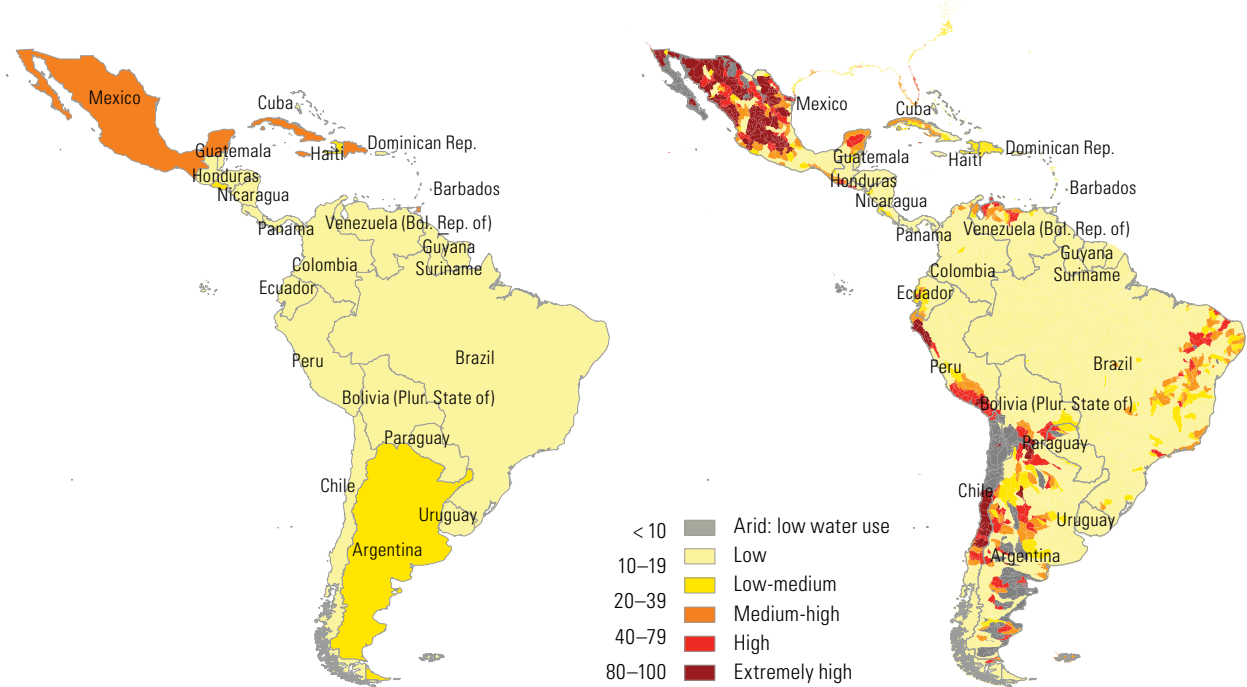 Mexico
Cuba
Dominican Rep.
Haiti
Guatemala
Honduras
Nicaragua
Barbados
Panama
Venezuela (Bol. Rep. of)
Guyana
Suriname
Colombia
Ecuador
Peru
Brazil
Bolivia (Plur. State of)
Paraguay
Chile
Uruguay
Argentina
Mexico
Cuba
Dominican Rep.
Haiti
Guatemala
Honduras
Nicaragua
Barbados
Panama
Venezuela (Bol. Rep. of)
Guyana
Suriname
Colombia
Ecuador
Peru
Brazil
Bolivia (Plur. State of)
Paraguay
Chile
Uruguay
Argentina
Arid: low water use
< 10
Low
10–19
Low-medium
20–39
Medium-high
40–79
High
80–100
Extremely high